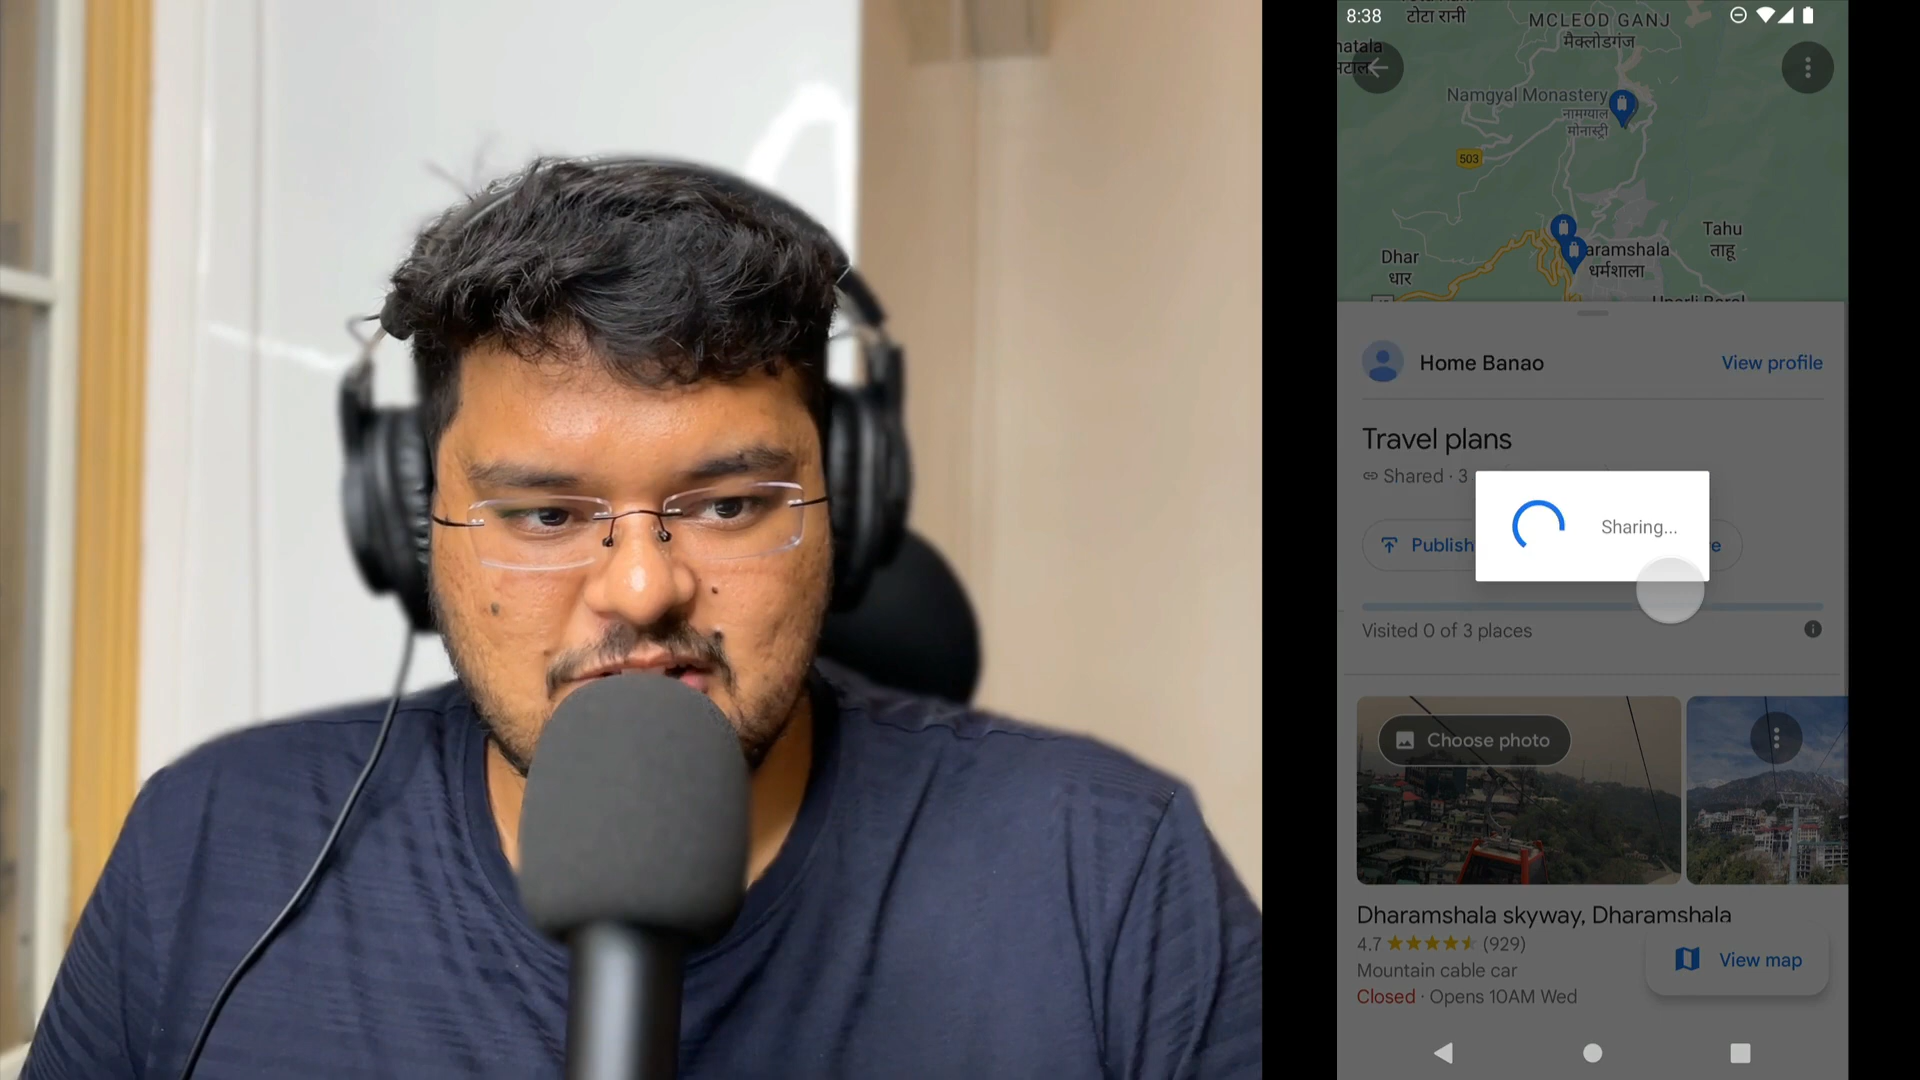 8:38
टोटा रानी
MCLEOD GANJ
मैक्लोडगंज
Namgyal Monastery
नामग्याल
मोनास्ट्री
503
Tahu
ताहू
Dhar
धार
aramshala
धर्मशाला
Home Banao
View profile
Travel plans
Shared · 3
Sharing...
Publish
e
Visited 0 of 3 places
Choose photo
Dharamshala skyway, Dharamshala
4.7 (929)
Mountain cable car
View map
Closed · Opens 10AM Wed